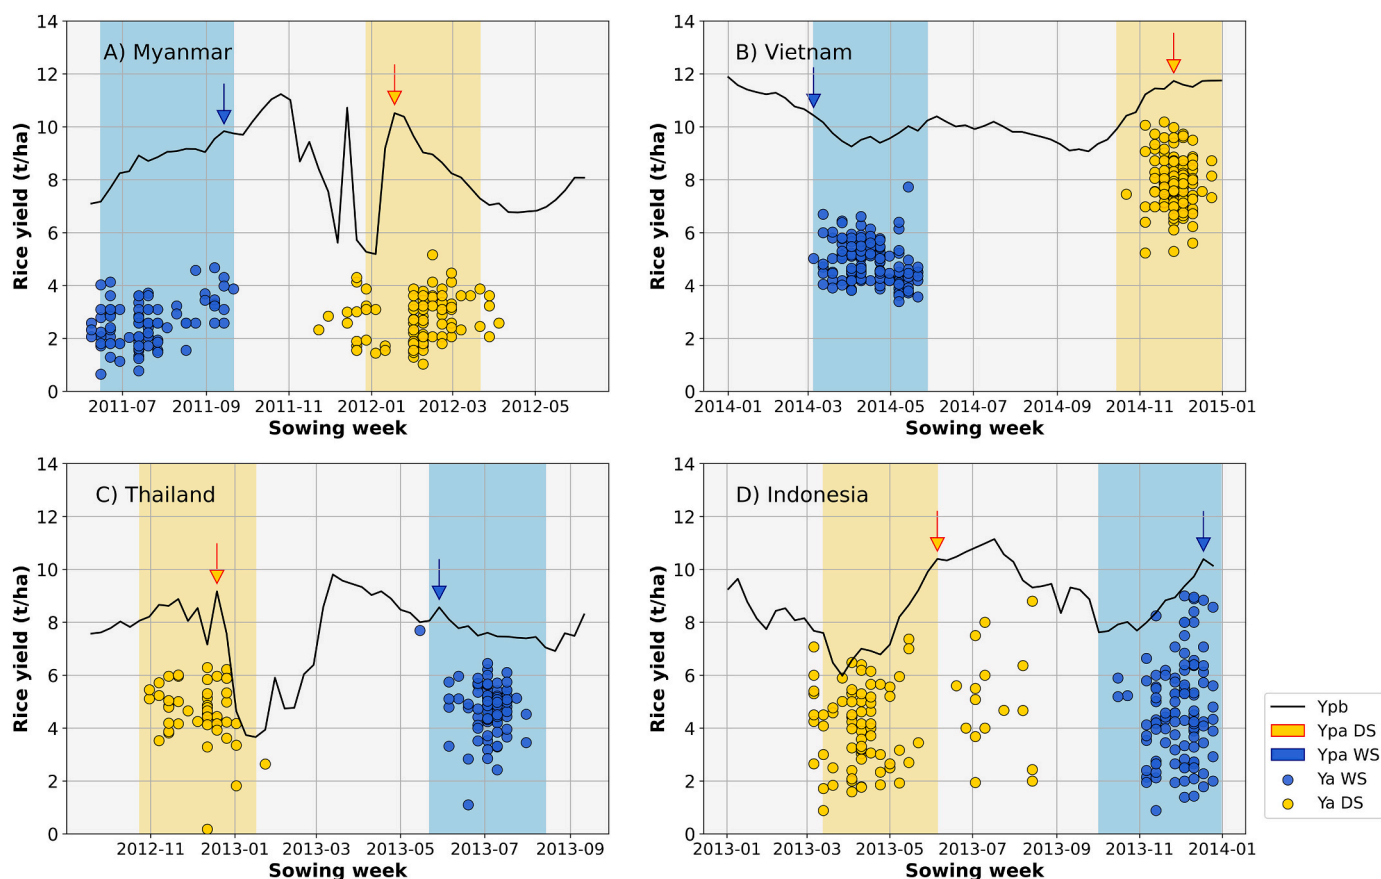 A) Myanmar
14
12
10
8
6
4
2
0
Rice yield (t/ha)
2011-07 2011-09 2011-11 2012-01 2012-03 2012-05
Sowing week
B) Vietnam
14
12
10
8
6
4
2
0
Rice yield (t/ha)
2014-01 2014-03 2014-05 2014-07 2014-09 2014-11 2015-01
Sowing week
C) Thailand
14
12
10
8
6
4
2
0
Rice yield (t/ha)
2012-11 2013-01 2013-03 2013-05 2013-07 2013-09
Sowing week
D) Indonesia
14
12
10
8
6
4
2
0
Rice yield (t/ha)
2013-01 2013-03 2013-05 2013-07 2013-09 2013-11 2014-01
Sowing week
Ypb
Ypa DS
Ypa WS
Ya WS
Ya DS